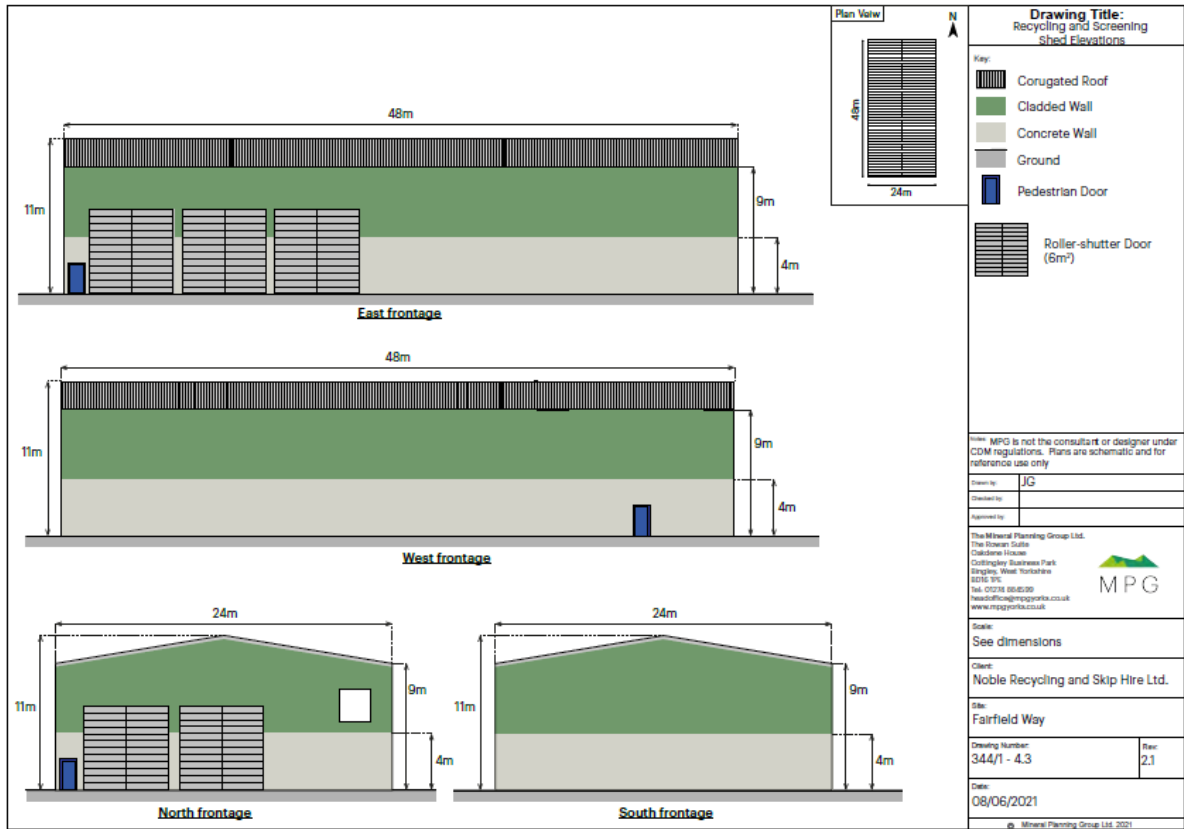 Plan Veiw
N
48m
24m
48m
11m
9m
4m
East frontage
48m
11m
9m
4m
West frontage
24m
11m
9m
4m
North frontage
24m
11m
9m
4m
South frontage
Drawing Title:
Recycling and Screening
Shed Elevations
Key:
Corugated Roof
Cladded Wall
Concrete Wall
Ground
Pedestrian Door
Roller-shutter Door
(6m²)
Notes: MPG is not the consultant or designer under
CDM regulations. Plans are schematic and for
reference use only
Drawn by: JG
Checked by:
Approved by:
The Mineral Planning Group Ltd.
The Rowan Suite
Oakdene House
Cottingley Business Park
Bingley, West Yorkshire
BD16 1PE
Tel: 01274 884599
headoffice@mpgyorks.co.uk
www.mpgyorks.co.uk
MPG
Scale:
See dimensions
Client:
Noble Recycling and Skip Hire Ltd.
Site:
Fairfield Way
Drawing Number:
344/1 - 4.3
Rev:
2.1
Date:
08/06/2021
© Mineral Planning Group Ltd. 2021